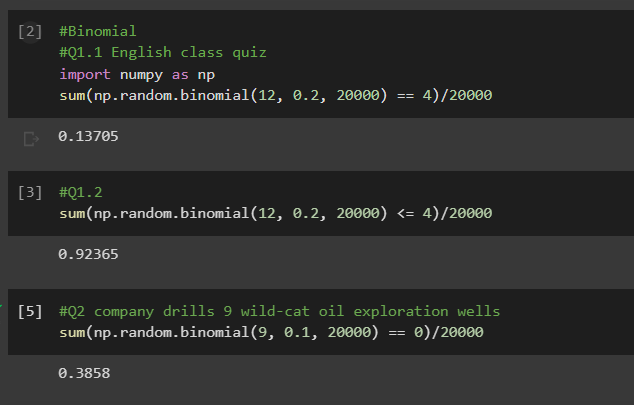 [2] #Binomial
#Q1.1 English class quiz
import numpy as np
sum(np.random.binomial(12, 0.2, 20000) == 4)/20000
0.13705
[3] #Q1.2
sum(np.random.binomial(12, 0.2, 20000) <= 4)/20000
0.92365
[5] #Q2 company drills 9 wild-cat oil exploration wells
sum(np.random.binomial(9, 0.1, 20000) == 0)/20000
0.3858